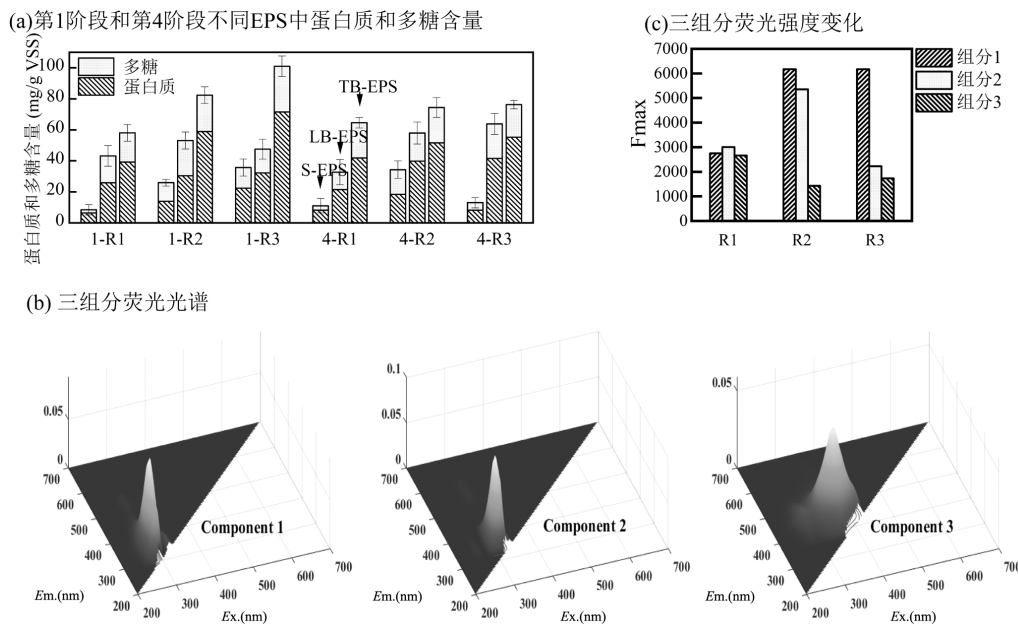 (a)第1阶段和第4阶段不同EPS中蛋白质和多糖含量
蛋白质和多糖含量 (mg/g VSS)
100
80
60
40
20
0
多糖
蛋白质
TB-EPS
LB-EPS
S-EPS
1-R1 1-R2 1-R3 4-R1 4-R2 4-R3
(c)三组分荧光强度变化
Fmax
7000
6000
5000
4000
3000
2000
1000
0
组分1
组分2
组分3
R1 R2 R3
(b) 三组分荧光光谱
0.05
0
700
600
500
400
300
200
Em.(nm)
200 300 400 500 600 700
Ex.(nm)
Component 1
0.1
0.05
0
700
600
500
400
300
200
Em.(nm)
200 300 400 500 600 700
Ex.(nm)
Component 2
0.05
0
700
600
500
400
300
200
Em.(nm)
200 300 400 500 600 700
Ex.(nm)
Component 3